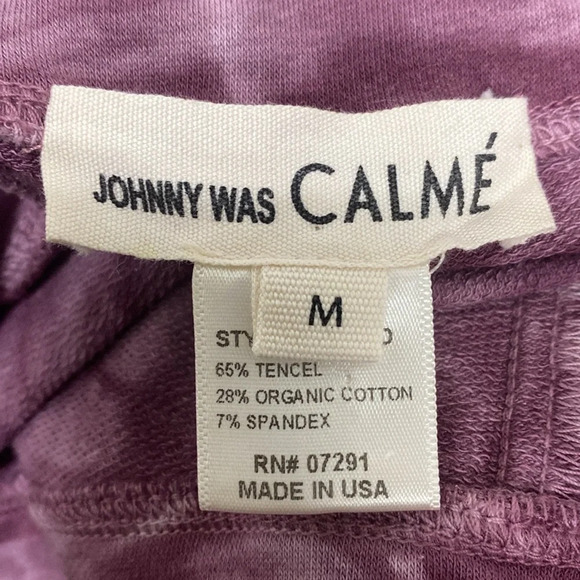 JOHNNY WAS CALMÉ
M
65% TENCEL
28% ORGANIC COTTON
7% SPANDEX
RN# 07291
MADE IN USA